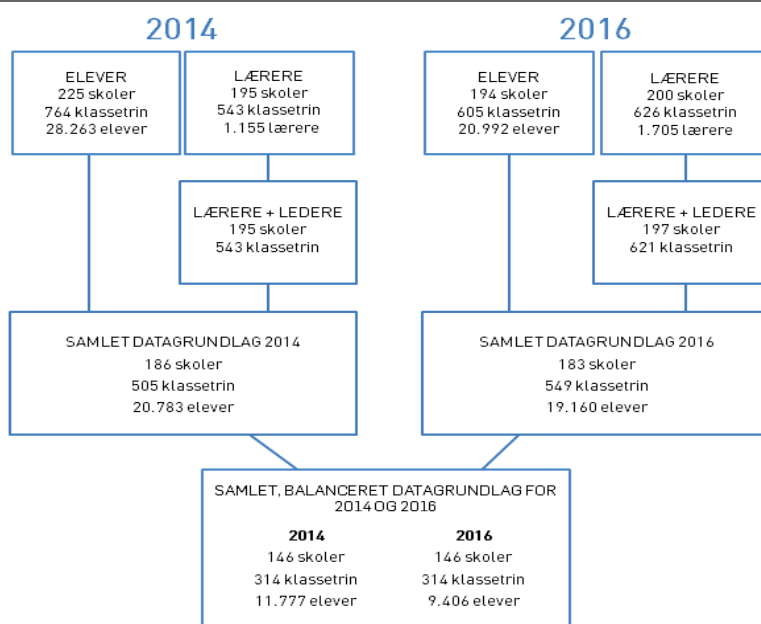 2014
ELEVER
225 skoler
764 klassetrin
28.263 elever
LÆRERE
195 skoler
543 klassetrin
1.155 lærere
LÆRERE + LEDERE
195 skoler
543 klassetrin
SAMLET DATAGRUNDLAG 2014
186 skoler
505 klassetrin
20.783 elever
2016
ELEVER
194 skoler
605 klassetrin
20.992 elever
LÆRERE
200 skoler
626 klassetrin
1.705 lærere
LÆRERE + LEDERE
197 skoler
621 klassetrin
SAMLET DATAGRUNDLAG 2016
183 skoler
549 klassetrin
19.160 elever
SAMLET, BALANCERET DATAGRUNDLAG FOR
2014 OG 2016
2014
146 skoler
314 klassetrin
11.777 elever
2016
146 skoler
314 klassetrin
9.406 elever